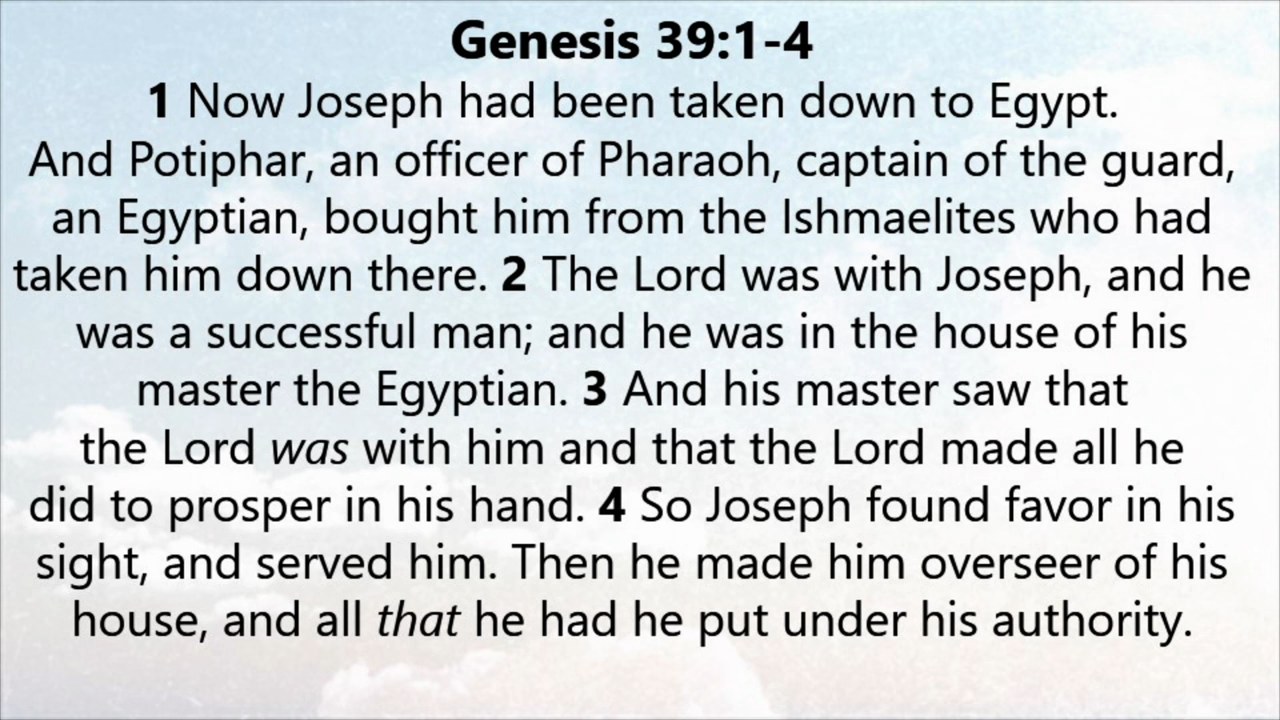 Genesis 39:1-4
1 Now Joseph had been taken down to Egypt.
And Potiphar, an officer of Pharaoh, captain of the guard,
an Egyptian, bought him from the Ishmaelites who had
taken him down there. 2 The Lord was with Joseph, and he
was a successful man; and he was in the house of his
master the Egyptian. 3 And his master saw that
the Lord was with him and that the Lord made all he
did to prosper in his hand. 4 So Joseph found favor in his
sight, and served him. Then he made him overseer of his
house, and all that he had he put under his authority.